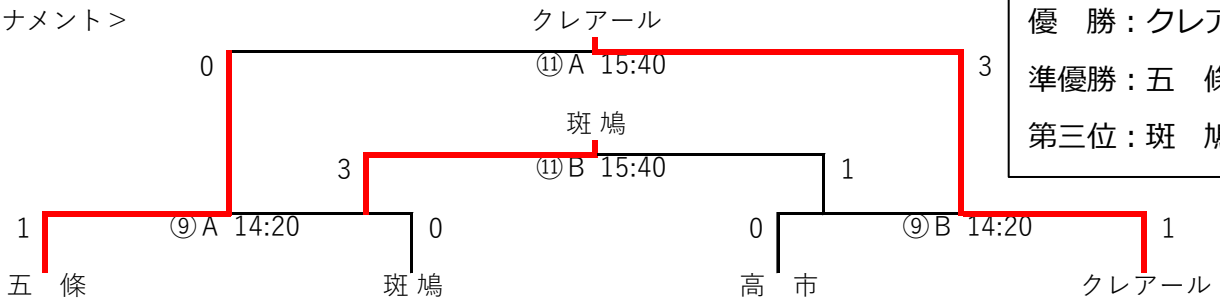 ナメント＞
クレアール
優　勝：クレア
0
⑪Ａ 15:40
3
準優勝：五　條
斑 鳩
第三位：斑　鳩
3
⑪Ｂ 15:40
1
1
⑨Ａ 14:20
0
0
⑨Ｂ 14:20
1
五　條
斑 鳩
高　市
クレアール